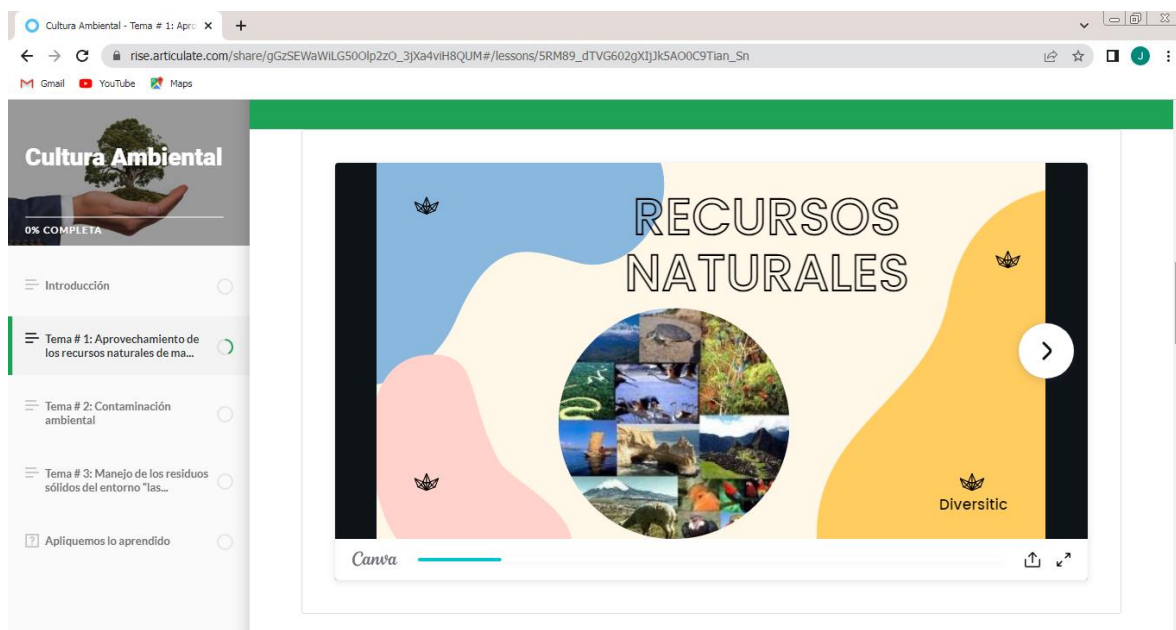 Cultura Ambiental - Tema # 1: Apro
rise.articulate.com/share/gGzSEWaWiLG50Olp2zO_3jXa4viH8QUM#/lessons/5RM89_dTVG602gXIjJk5AO0C9Tian_Sn
J
Gmail
YouTube
Maps
Cultura Ambiental
0% COMPLETA
Introducción
Tema # 1: Aprovechamiento de
los recursos naturales de ma...
Tema # 2: Contaminación
ambiental
Tema # 3: Manejo de los residuos
sólidos del entorno "las...
Apliquemos lo aprendido
RECURSOS
NATURALES
Diversitic
Canva